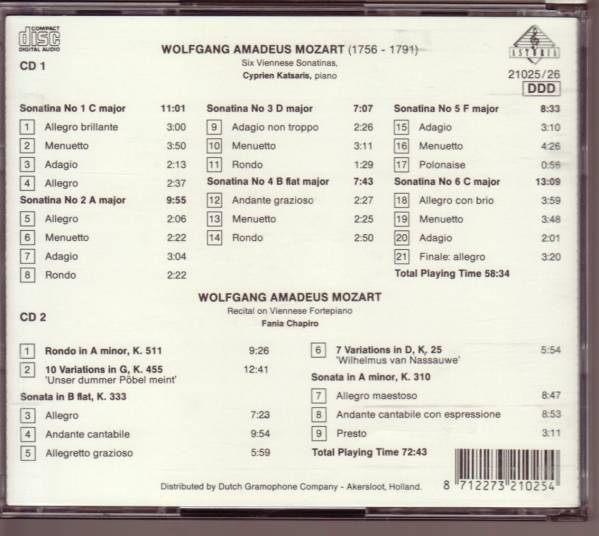 COMPACT
disc
DIGITAL AUDIO
WOLFGANG AMADEUS MOZART (1756 - 1791)
Six Viennese Sonatinas,
Cyprien Katsaris, piano
ASTORIA
21025/26
DDD
CD 1
Sonatina No 1 C major 11:01
1 Allegro brillante 3:00
2 Menuetto 3:50
3 Adagio 2:13
4 Allegro 2:37
Sonatina No 2 A major 9:55
5 Allegro 2:06
6 Menuetto 2:22
7 Adagio 3:04
8 Rondo 2:22
Sonatina No 3 D major 7:07
9 Adagio non troppo 2:26
10 Menuetto 3:11
11 Rondo 1:29
Sonatina No 4 B flat major 7:43
12 Andante grazioso 2:27
13 Menuetto 2:25
14 Rondo 2:50
Sonatina No 5 F major 8:33
15 Adagio 3:10
16 Menuetto 4:26
17 Polonaise 0:56
Sonatina No 6 C major 13:09
18 Allegro con brio 3:59
19 Menuetto 3:48
20 Adagio 2:01
21 Finale: allegro 3:20
Total Playing Time 58:34
WOLFGANG AMADEUS MOZART
Recital on Viennese Fortepiano
Fania Chapiro
CD 2
1 Rondo in A minor, K. 511 9:26
2 10 Variations in G, K. 455 12:41
'Unser dummer Pöbel meint'
Sonata in B flat, K. 333
3 Allegro 7:23
4 Andante cantabile 9:54
5 Allegretto grazioso 5:59
6 7 Variations in D, K. 25 5:54
'Wilhelmus van Nassauwe'
Sonata in A minor, K. 310
7 Allegro maestoso 8:47
8 Andante cantabile con espressione 8:53
9 Presto 3:11
Total Playing Time 72:43
Distributed by Dutch Gramophone Company - Akersloot, Holland.
8 712273 210254